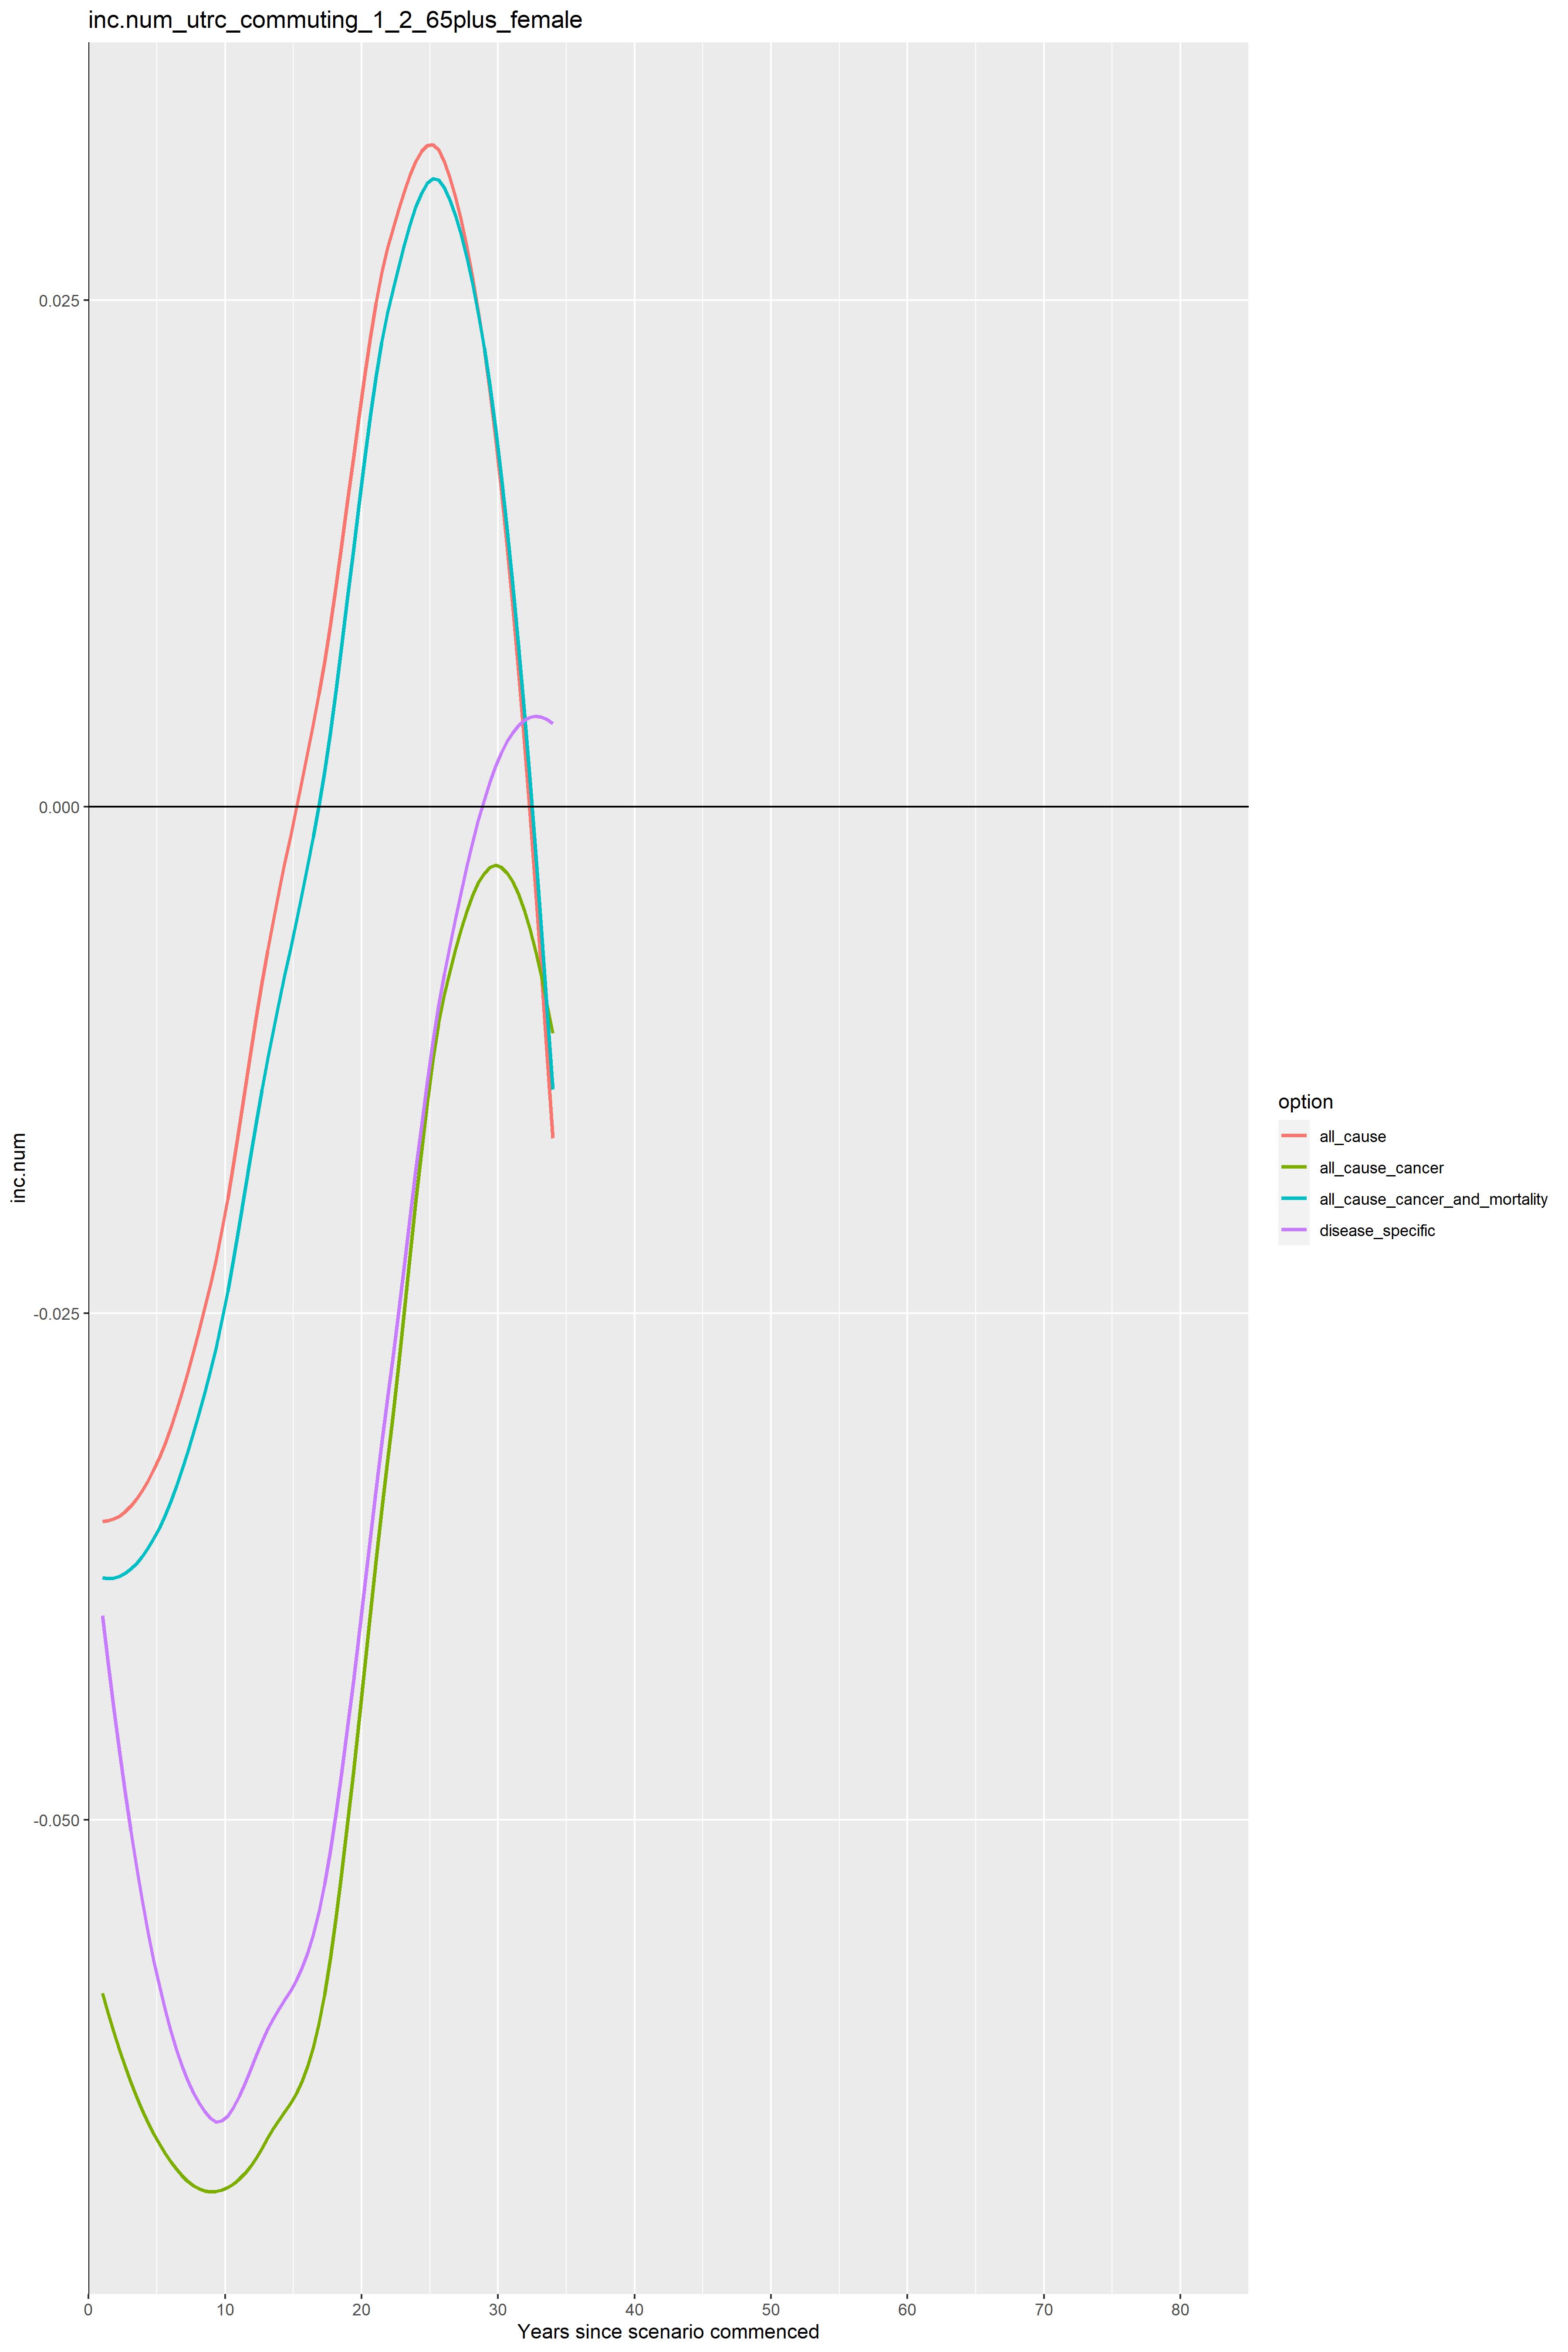 inc.num_utrc_commuting_1_2_65plus_female
0.025
0.000
-0.025
-0.050
inc.num
0 10 20 30 40 50 60 70 80
Years since scenario commenced
option
all_cause
all_cause_cancer
all_cause_cancer_and_mortality
disease_specific